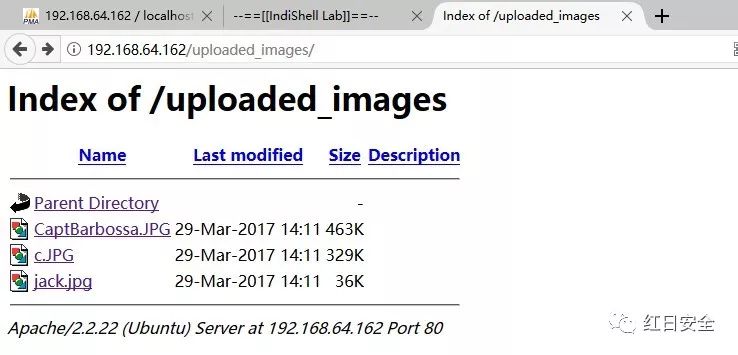 PMA 192.168.64.162 / localhost × --==[[IndiShell Lab]]==-- × Index of /uploaded_images × +
192.168.64.162/uploaded_images/
Index of /uploaded_images
Name Last modified Size Description
Parent Directory -
CaptBarbossa.JPG 29-Mar-2017 14:11 463K
c.JPG 29-Mar-2017 14:11 329K
jack.jpg 29-Mar-2017 14:11 36K
Apache/2.2.22 (Ubuntu) Server at 192.168.64.162 Port 80
红日安全